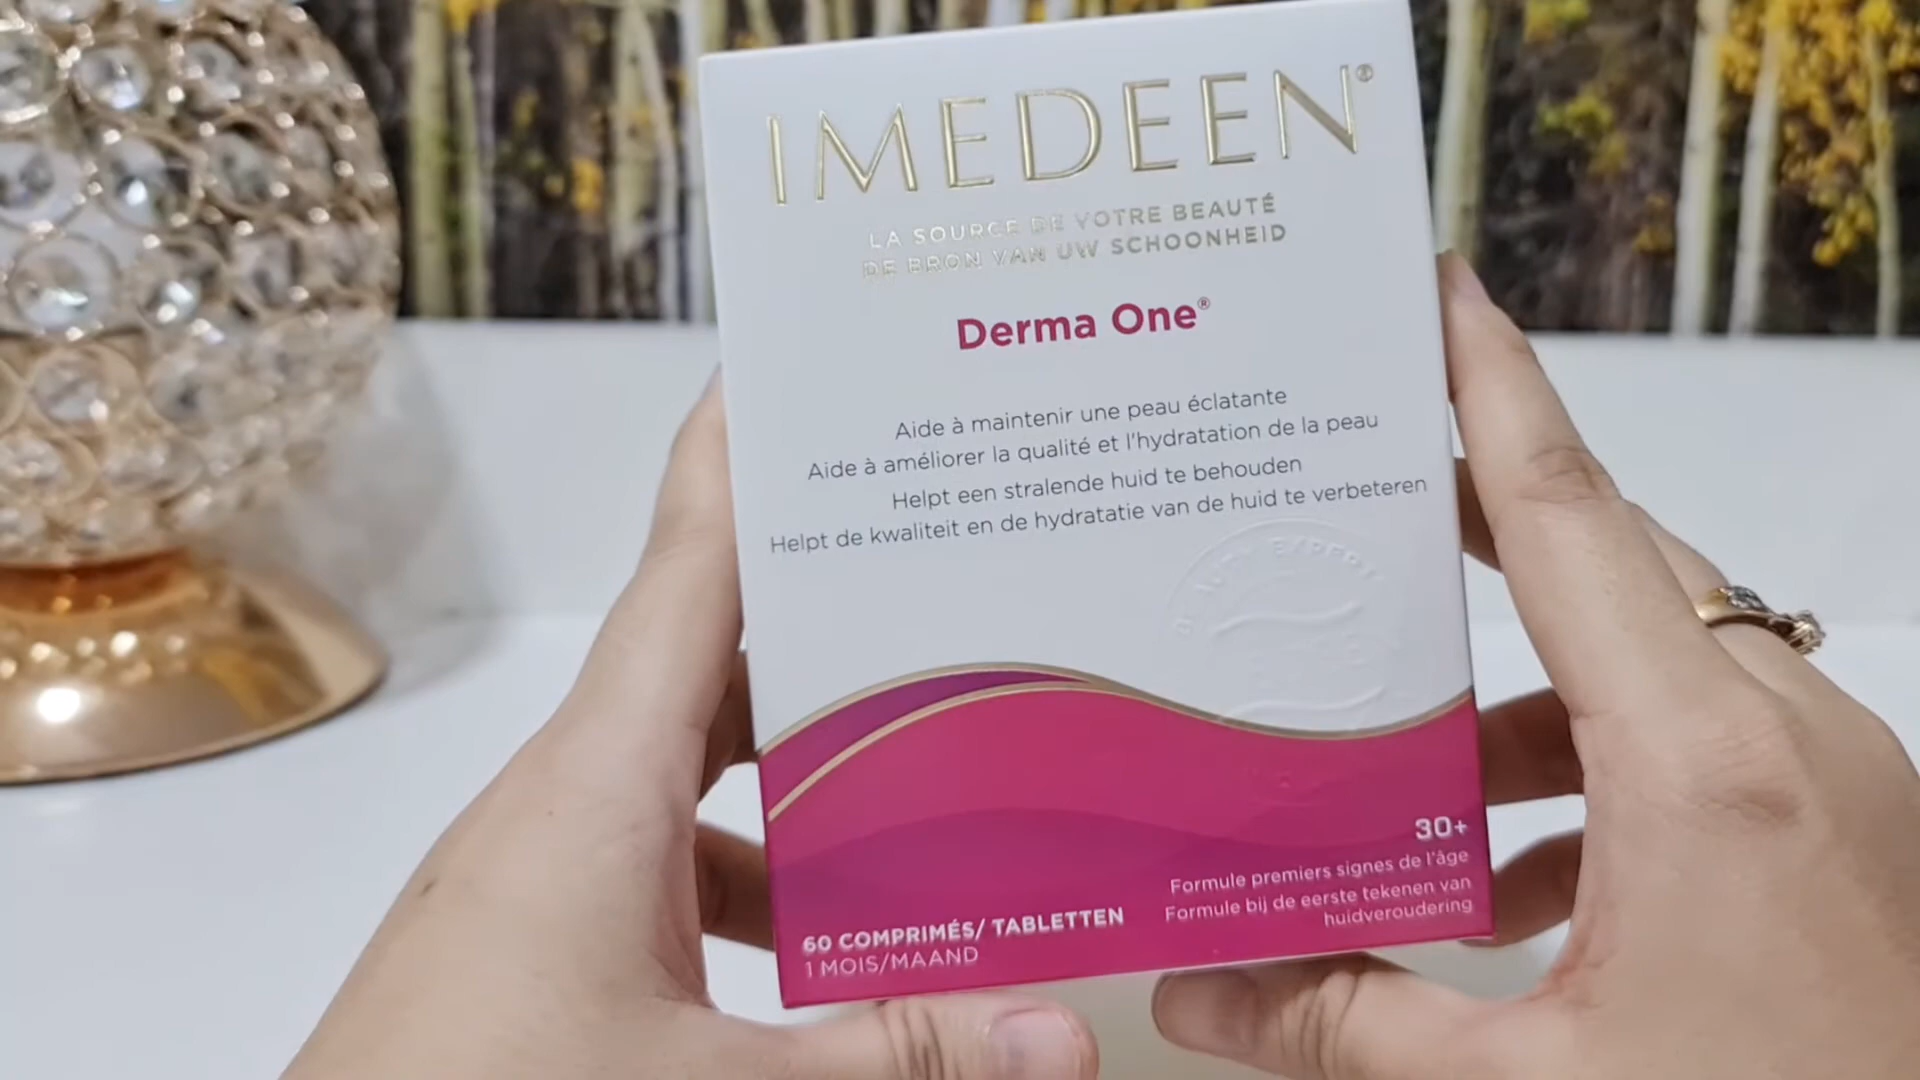 IMEDEEN®
LA SOURCE DE VOTRE BEAUTÉ
DE BRON VAN UW SCHOONHEID
Derma One®
Aide à maintenir une peau éclatante
Aide à améliorer la qualité et l'hydratation de la peau
Helpt een stralende huid te behouden
Helpt de kwaliteit en de hydratatie van de huid te verbeteren
BEAUTY EXPERT
30+
Formule premiers signes de l'âge
Formule bij de eerste tekenen van
huidveroudering
60 COMPRIMÉS/ TABLETTEN
1 MOIS/MAAND